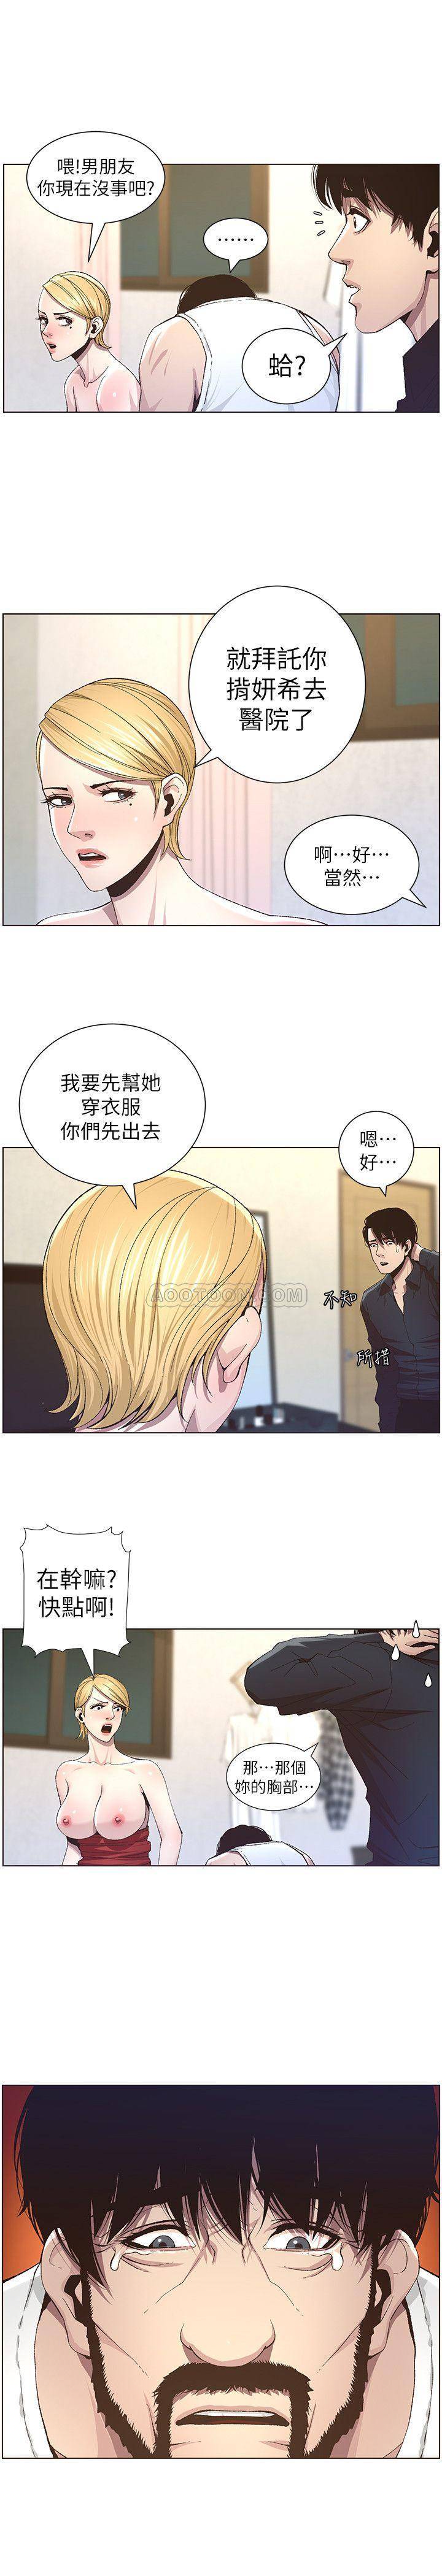 喂!男朋友
你現在沒事吧?
……
蛤?
就拜託你
揹妍希去
醫院了
啊…好…
當然…
我要先幫她
穿衣服
你們先出去
嗯…
好…
不知
所措
在幹嘛?
快點啊!
那…那個
妳的胸部…